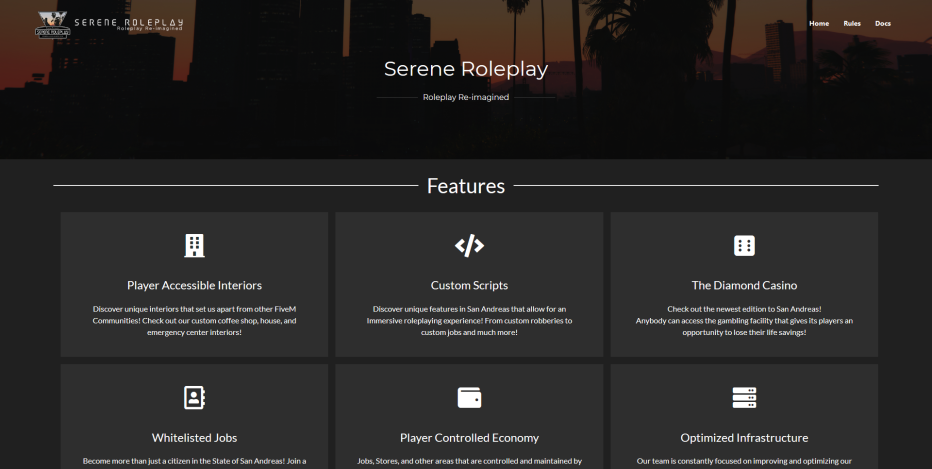 SERENE ROLEPLAY
Roleplay Re-imagined
SERENE ROLEPLAY
Home Rules Docs
Serene Roleplay
Roleplay Re-imagined
Features
Player Accessible Interiors
Discover unique interiors that set us apart from other FiveM
Communities! Check out our custom coffee shop, house, and
emergency center interiors!
Custom Scripts
Discover unique features in San Andreas that allow for an
Immersive roleplaying experience! From custom robberies to
custom jobs and much more!
The Diamond Casino
Check out the newest edition to San Andreas!
Anybody can access the gambling facility that gives its players an
opportunity to lose their life savings!
Whitelisted Jobs
Become more than just a citizen in the State of San Andreas! Join a
Player Controlled Economy
Jobs, Stores, and other areas that are controlled and maintained by
Optimized Infrastructure
Our team is constantly focused on improving and optimizing our